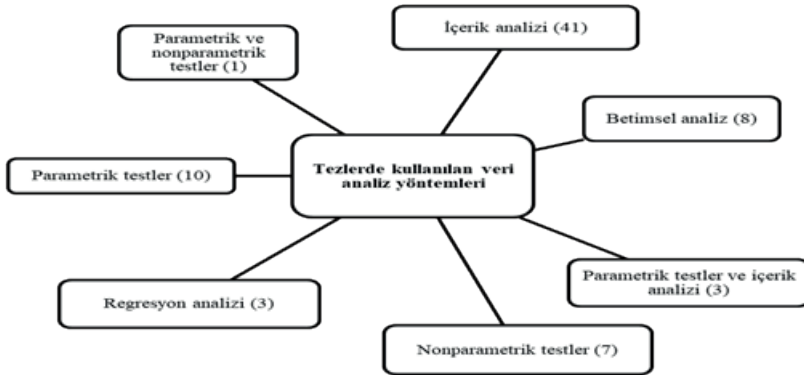 İçerik analizi (41)
Parametrik ve
nonparametrik
testler (1)
Betimsel analiz (8)
Tezlerde kullanılan veri
analiz yöntemleri
Parametrik testler (10)
Parametrik testler ve içerik
analizi (3)
Regresyon analizi (3)
Nonparametrik testler (7)